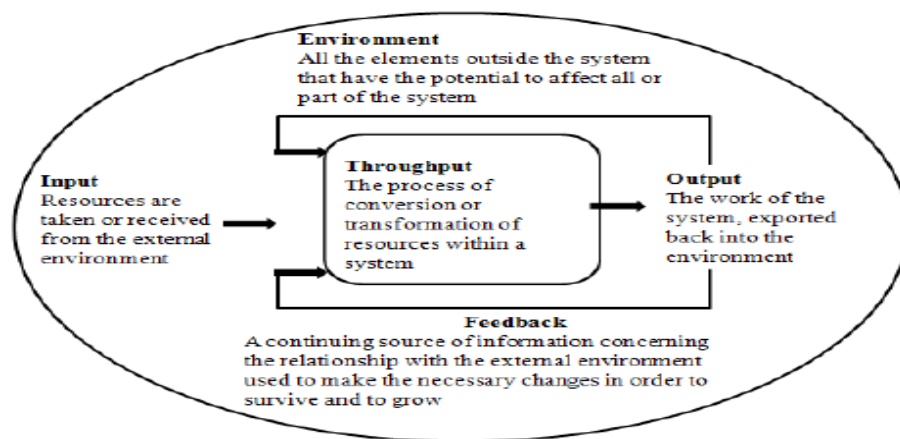 Environment
All the elements outside the system
that have the potential to affect all or
part of the system
Input
Resources are
taken or received
from the external
environment
Throughput
The process of
conversion or
transformation of
resources within a
system
Output
The work of the
system, exported
back into the
environment
Feedback
A continuing source of information concerning
the relationship with the external environment
used to make the necessary changes in order to
survive and to grow